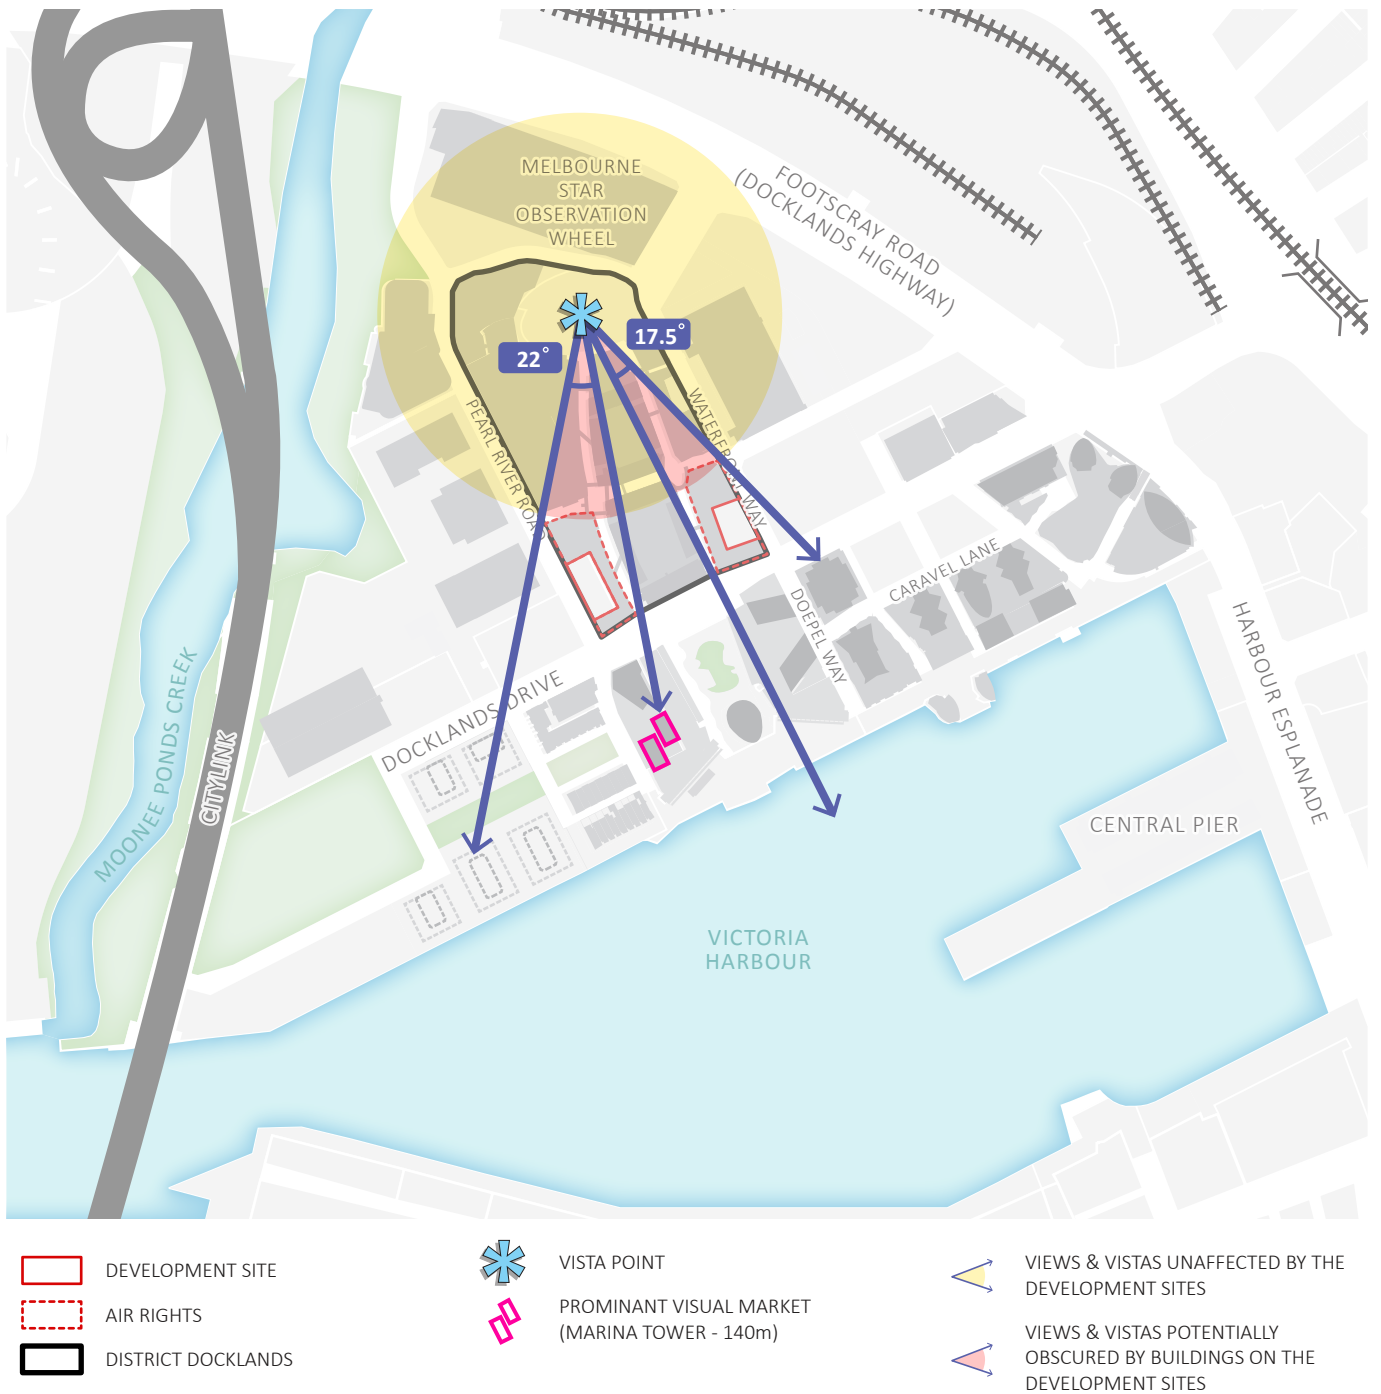 MELBOURNE
STAR
OBSERVATION
WHEEL
FOOTSCRAY ROAD
(DOCKLANDS HIGHWAY)
17.5°
22°
PEARL RIVER ROAD
WATERFRONT WAY
CARAVEL LANE
DOEPEL WAY
HARBOUR ESPLANADE
DOCKLANDS DRIVE
MOONEE PONDS CREEK
CITYLINK
CENTRAL PIER
VICTORIA
HARBOUR
DEVELOPMENT SITE
AIR RIGHTS
DISTRICT DOCKLANDS
VISTA POINT
PROMINANT VISUAL MARKET
(MARINA TOWER - 140m)
VIEWS & VISTAS UNAFFECTED BY THE
DEVELOPMENT SITES
VIEWS & VISTAS POTENTIALLY
OBSCURED BY BUILDINGS ON THE
DEVELOPMENT SITES